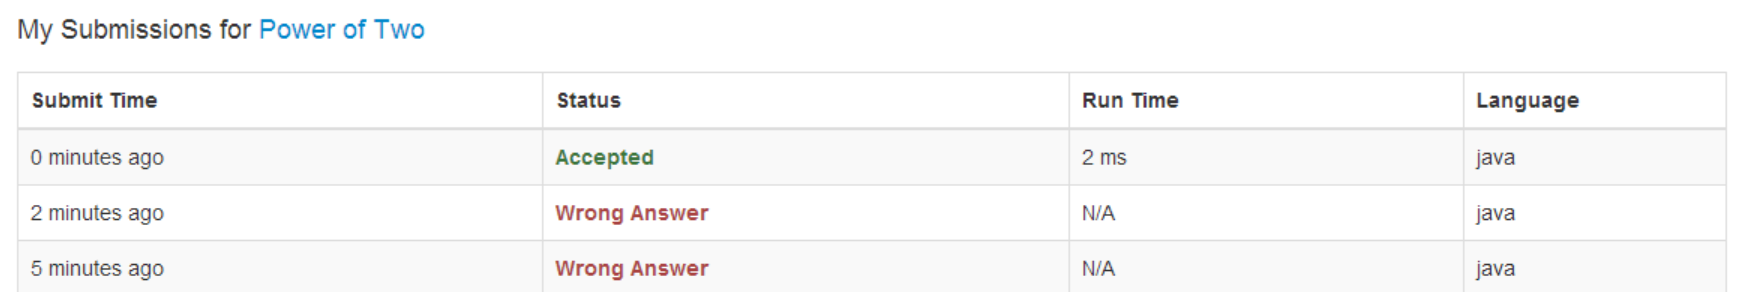 My Submissions for Power of Two
Submit Time Status Run Time Language
0 minutes ago Accepted 2 ms java
2 minutes ago Wrong Answer N/A java
5 minutes ago Wrong Answer N/A java